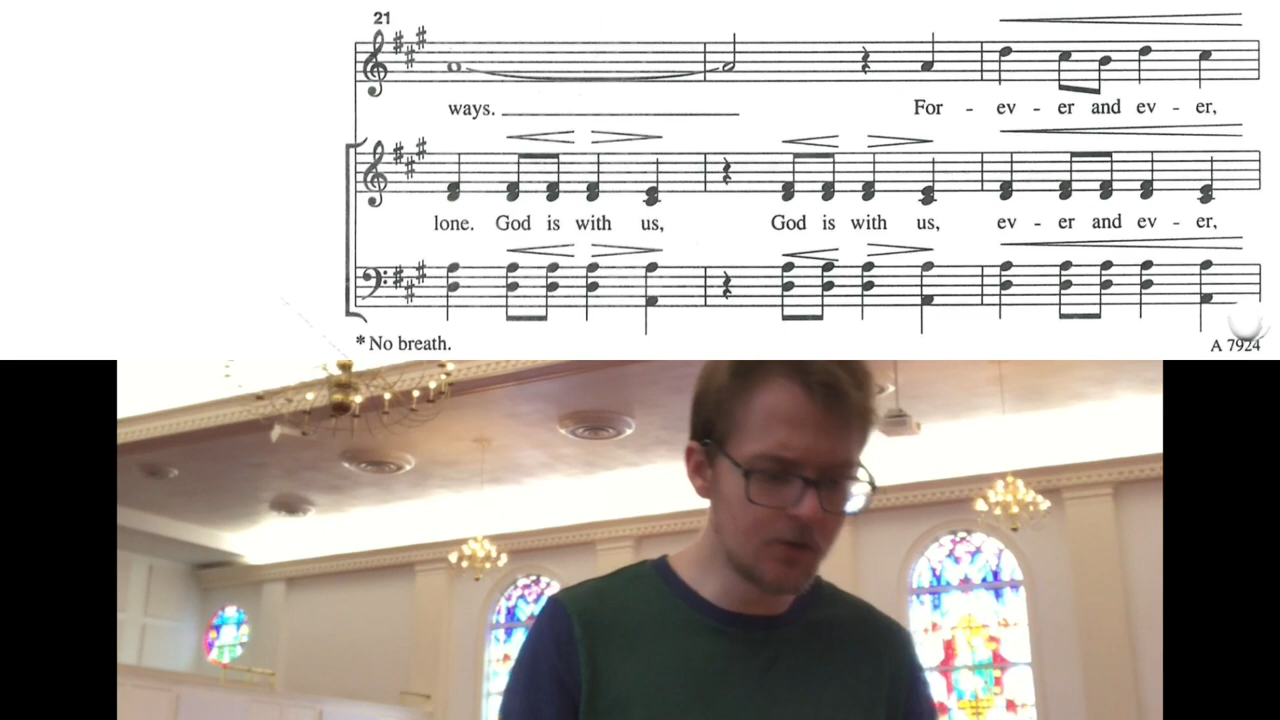 21
ways. For - ev - er and ev - er,
lone. God is with us, God is with us, ev - er and ev - er,
* No breath.
A 7924